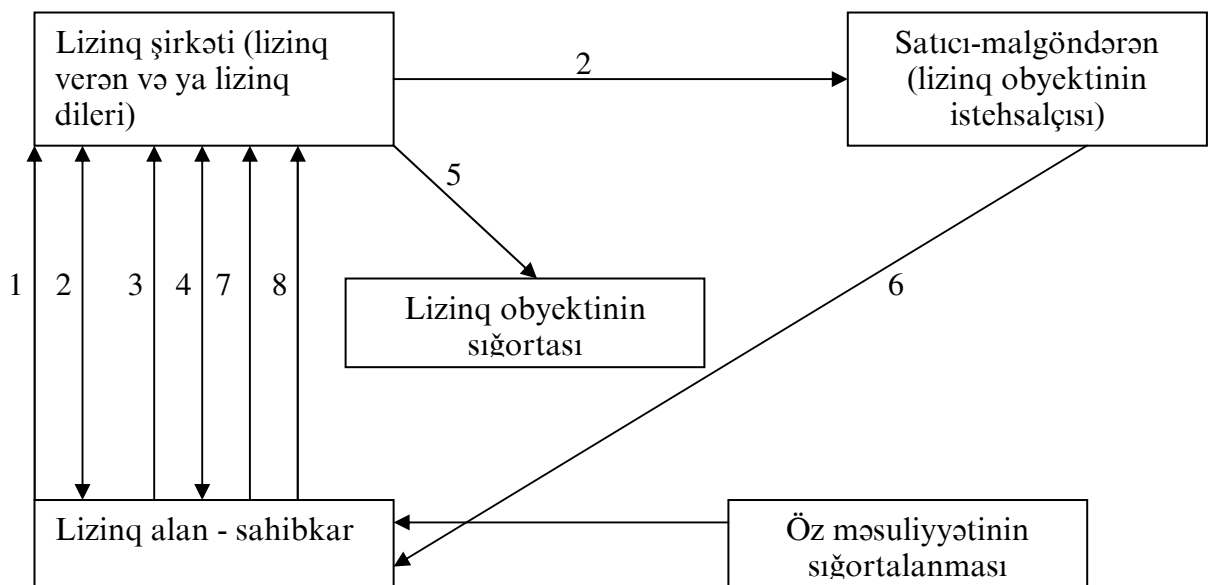 Lizinq şirkəti (lizinq
verən və ya lizinq
dileri)
2
Satıcı-malgöndərən
(lizinq obyektinin
istehsalçısı)
5
1
2
3
4
7
8
6
Lizinq obyektinin
sığortası
Lizinq alan - sahibkar
Öz məsuliyyətinin
sığortalanması